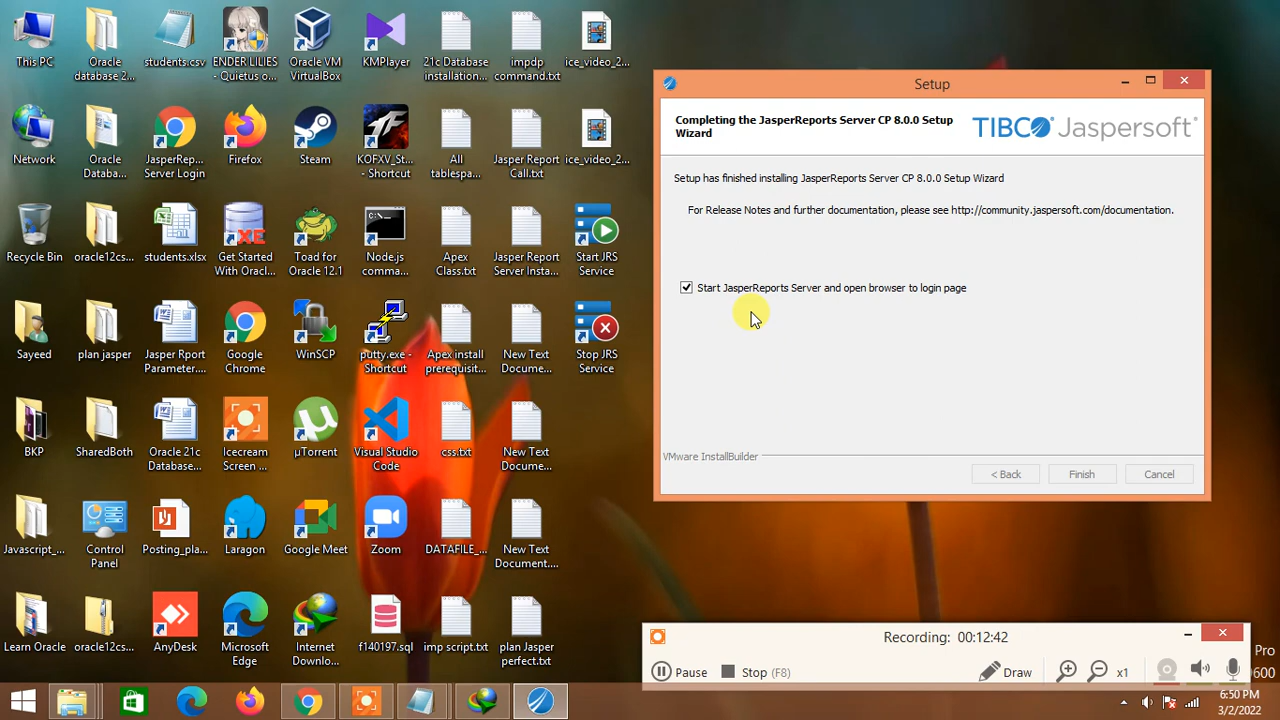 This PC
Oracle
database 2...
students.csv
ENDER LILIES
- Quietus o...
Oracle VM
VirtualBox
KMPlayer
21c Database
installation...
impdp
command.txt
ice_video_2...
Network
Oracle
Databa...
JasperRep...
Server Login
Firefox
Steam
KOFXV_St...
- Shortcut
All
tablespa...
Jasper Report
Call.txt
ice_video_2...
Recycle Bin
oracle12cs...
students.xlsx
XE
Get Started
With Oracl...
Toad for
Oracle 12.1
C:\_
Node.js
comma...
Apex
Class.txt
Jasper Report
Server Insta...
Start JRS
Service
Sayeed
plan jasper
Jasper Rport
Parameter....
Google
Chrome
WinSCP
putty.exe -
Shortcut
Apex install
prerequisit...
New Text
Docume...
Stop JRS
Service
BKP
SharedBoth
Oracle 21c
Databas...
Icecream
Screen ...
µTorrent
Visual Studio
Code
css.txt
New Text
Docume...
Javascript_...
Control
Panel
Posting_pla...
Laragon
Google Meet
Zoom
DATAFILE_...
New Text
Document....
Learn Oracle
oracle12cs...
AnyDesk
Microsoft
Edge
Internet
Downlo...
f140197.sql
imp script.txt
plan Jasper
perfect.txt
Setup
Completing the JasperReports Server CP 8.0.0 Setup
Wizard
TIBCO Jaspersoft
Setup has finished installing JasperReports Server CP 8.0.0 Setup Wizard
For Release Notes and further documentation, please see http://community.jaspersoft.com/documentation.
Start JasperReports Server and open browser to login page
VMware InstallBuilder
< Back
Finish
Cancel
Recording: 00:12:42
Pause
Stop (F8)
Draw
x1
Pro
9600
6:50 PM
3/2/2022